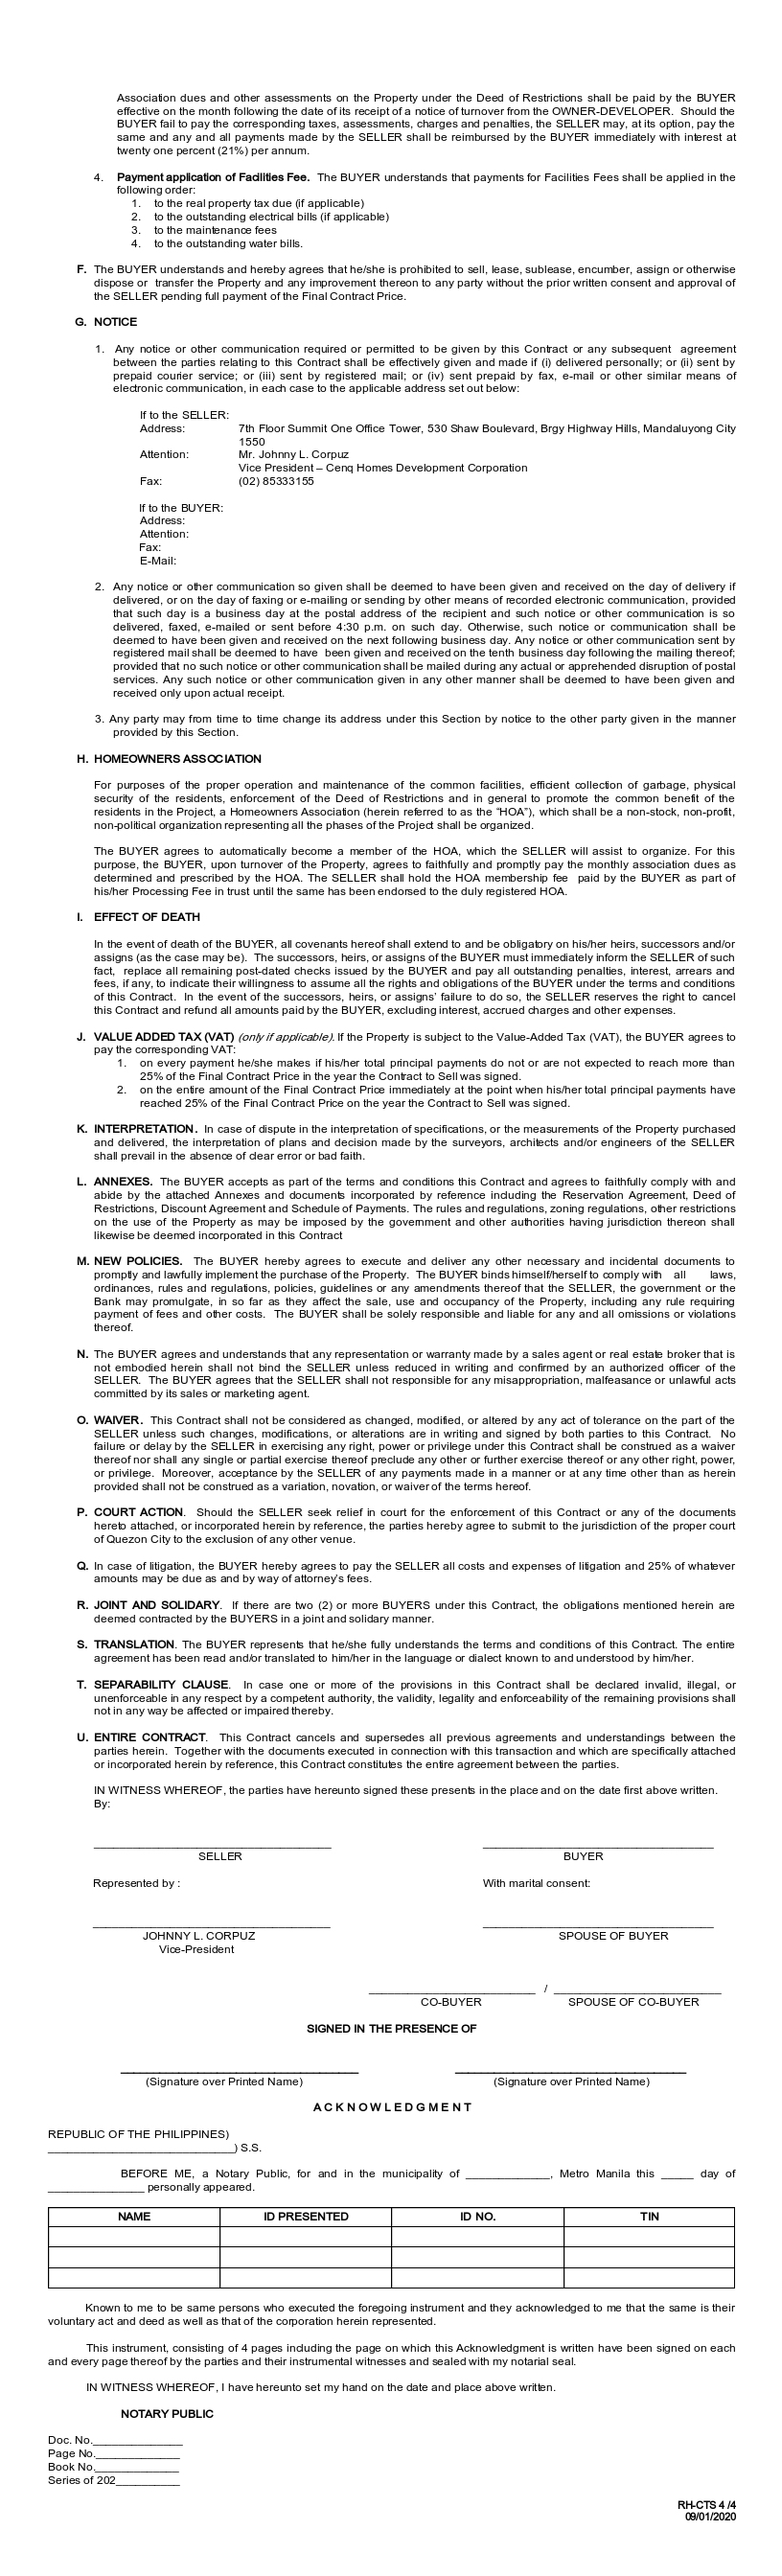 Association dues and other assessments on the Property under the Deed of Restrictions shall be paid by the BUYER
effective on the month following the date of its receipt of a notice of turnover from the OWNER-DEVELOPER. Should the
BUYER fail to pay the corresponding taxes, assessments, charges and penalties, the SELLER may, at its option, pay the
same and any and all payments made by the SELLER shall be reimbursed by the BUYER immediately with interest at
twenty one percent (21%) per annum.
4. Payment application of Facilities Fee. The BUYER understands that payments for Facilities Fees shall be applied in the
following order:
1. to the real property tax due (if applicable)
2. to the outstanding electrical bills (if applicable)
3. to the maintenance fees
4. to the outstanding water bills.
F. The BUYER understands and hereby agrees that he/she is prohibited to sell, lease, sublease, encumber, assign or otherwise
dispose or transfer the Property and any improvement thereon to any party without the prior written consent and approval of
the SELLER pending full payment of the Final Contract Price.
G. NOTICE
1. Any notice or other communication required or permitted to be given by this Contract or any subsequent agreement
between the parties relating to this Contract shall be effectively given and made if (i) delivered personally; or (ii) sent by
prepaid courier service; or (iii) sent by registered mail; or (iv) sent prepaid by fax, e-mail or other similar means of
electronic communication, in each case to the applicable address set out below:
If to the SELLER:
Address: 7th Floor Summit One Office Tower, 530 Shaw Boulevard, Brgy Highway Hills, Mandaluyong City
1550
Attention: Mr. Johnny L. Corpuz
Vice President – Cenq Homes Development Corporation
Fax: (02) 85333155
If to the BUYER:
Address:
Attention:
Fax:
E-Mail:
2. Any notice or other communication so given shall be deemed to have been given and received on the day of delivery if
delivered, or on the day of faxing or e-mailing or sending by other means of recorded electronic communication, provided
that such day is a business day at the postal address of the recipient and such notice or other communication is so
delivered, faxed, e-mailed or sent before 4:30 p.m. on such day. Otherwise, such notice or communication shall be
deemed to have been given and received on the next following business day. Any notice or other communication sent by
registered mail shall be deemed to have been given and received on the tenth business day following the mailing thereof;
provided that no such notice or other communication shall be mailed during any actual or apprehended disruption of postal
services. Any such notice or other communication given in any other manner shall be deemed to have been given and
received only upon actual receipt.
3. Any party may from time to time change its address under this Section by notice to the other party given in the manner
provided by this Section.
H. HOMEOWNERS ASSOCIATION
For purposes of the proper operation and maintenance of the common facilities, efficient collection of garbage, physical
security of the residents, enforcement of the Deed of Restrictions and in general to promote the common benefit of the
residents in the Project, a Homeowners Association (herein referred to as the “HOA”), which shall be a non-stock, non-profit,
non-political organization representing all the phases of the Project shall be organized.
The BUYER agrees to automatically become a member of the HOA, which the SELLER will assist to organize. For this
purpose, the BUYER, upon turnover of the Property, agrees to faithfully and promptly pay the monthly association dues as
determined and prescribed by the HOA. The SELLER shall hold the HOA membership fee paid by the BUYER as part of
his/her Processing Fee in trust until the same has been endorsed to the duly registered HOA.
I. EFFECT OF DEATH
In the event of death of the BUYER, all covenants hereof shall extend to and be obligatory on his/her heirs, successors and/or
assigns (as the case may be). The successors, heirs, or assigns of the BUYER must immediately inform the SELLER of such
fact, replace all remaining post-dated checks issued by the BUYER and pay all outstanding penalties, interest, arrears and
fees, if any, to indicate their willingness to assume all the rights and obligations of the BUYER under the terms and conditions
of this Contract. In the event of the successors, heirs, or assigns’ failure to do so, the SELLER reserves the right to cancel
this Contract and refund all amounts paid by the BUYER, excluding interest, accrued charges and other expenses.
J. VALUE ADDED TAX (VAT) (only if applicable). If the Property is subject to the Value-Added Tax (VAT), the BUYER agrees to
pay the corresponding VAT:
1. on every payment he/she makes if his/her total principal payments do not or are not expected to reach more than
25% of the Final Contract Price in the year the Contract to Sell was signed.
2. on the entire amount of the Final Contract Price immediately at the point when his/her total principal payments have
reached 25% of the Final Contract Price on the year the Contract to Sell was signed.
K. INTERPRETATION. In case of dispute in the interpretation of specifications, or the measurements of the Property purchased
and delivered, the interpretation of plans and decision made by the surveyors, architects and/or engineers of the SELLER
shall prevail in the absence of clear error or bad faith.
L. ANNEXES. The BUYER accepts as part of the terms and conditions this Contract and agrees to faithfully comply with and
abide by the attached Annexes and documents incorporated by reference including the Reservation Agreement, Deed of
Restrictions, Discount Agreement and Schedule of Payments. The rules and regulations, zoning regulations, other restrictions
on the use of the Property as may be imposed by the government and other authorities having jurisdiction thereon shall
likewise be deemed incorporated in this Contract
M. NEW POLICIES. The BUYER hereby agrees to execute and deliver any other necessary and incidental documents to
promptly and lawfully implement the purchase of the Property. The BUYER binds himself/herself to comply with all laws,
ordinances, rules and regulations, policies, guidelines or any amendments thereof that the SELLER, the government or the
Bank may promulgate, in so far as they affect the sale, use and occupancy of the Property, including any rule requiring
payment of fees and other costs. The BUYER shall be solely responsible and liable for any and all omissions or violations
thereof.
N. The BUYER agrees and understands that any representation or warranty made by a sales agent or real estate broker that is
not embodied herein shall not bind the SELLER unless reduced in writing and confirmed by an authorized officer of the
SELLER. The BUYER agrees that the SELLER shall not responsible for any misappropriation, malfeasance or unlawful acts
committed by its sales or marketing agent.
O. WAIVER. This Contract shall not be considered as changed, modified, or altered by any act of tolerance on the part of the
SELLER unless such changes, modifications, or alterations are in writing and signed by both parties to this Contract. No
failure or delay by the SELLER in exercising any right, power or privilege under this Contract shall be construed as a waiver
thereof nor shall any single or partial exercise thereof preclude any other or further exercise thereof or any other right, power,
or privilege. Moreover, acceptance by the SELLER of any payments made in a manner or at any time other than as herein
provided shall not be construed as a variation, novation, or waiver of the terms hereof.
P. COURT ACTION. Should the SELLER seek relief in court for the enforcement of this Contract or any of the documents
hereto attached, or incorporated herein by reference, the parties hereby agree to submit to the jurisdiction of the proper court
of Quezon City to the exclusion of any other venue.
Q. In case of litigation, the BUYER hereby agrees to pay the SELLER all costs and expenses of litigation and 25% of whatever
amounts may be due as and by way of attorney’s fees.
R. JOINT AND SOLIDARY. If there are two (2) or more BUYERS under this Contract, the obligations mentioned herein are
deemed contracted by the BUYERS in a joint and solidary manner.
S. TRANSLATION. The BUYER represents that he/she fully understands the terms and conditions of this Contract. The entire
agreement has been read and/or translated to him/her in the language or dialect known to and understood by him/her.
T. SEPARABILITY CLAUSE. In case one or more of the provisions in this Contract shall be declared invalid, illegal, or
unenforceable in any respect by a competent authority, the validity, legality and enforceability of the remaining provisions shall
not in any way be affected or impaired thereby.
U. ENTIRE CONTRACT. This Contract cancels and supersedes all previous agreements and understandings between the
parties herein. Together with the documents executed in connection with this transaction and which are specifically attached
or incorporated herein by reference, this Contract constitutes the entire agreement between the parties.
IN WITNESS WHEREOF, the parties have hereunto signed these presents in the place and on the date first above written.
By:
SELLER BUYER
Represented by : With marital consent:
JOHNNY L. CORPUZ SPOUSE OF BUYER
Vice-President
/
CO-BUYER SPOUSE OF CO-BUYER
SIGNED IN THE PRESENCE OF
(Signature over Printed Name) (Signature over Printed Name)
ACKNOWLEDGMENT
REPUBLIC OF THE PHILIPPINES)
_____________________________) S.S.
BEFORE ME, a Notary Public, for and in the municipality of _____________, Metro Manila this _____ day of
_______________ personally appeared.
NAME ID PRESENTED ID NO. TIN
Known to me to be same persons who executed the foregoing instrument and they acknowledged to me that the same is their
voluntary act and deed as well as that of the corporation herein represented.
This instrument, consisting of 4 pages including the page on which this Acknowledgment is written have been signed on each
and every page thereof by the parties and their instrumental witnesses and sealed with my notarial seal.
IN WITNESS WHEREOF, I have hereunto set my hand on the date and place above written.
NOTARY PUBLIC
Doc. No.______________
Page No._____________
Book No._____________
Series of 202__________
RH-CTS 4 /4
09/01/2020